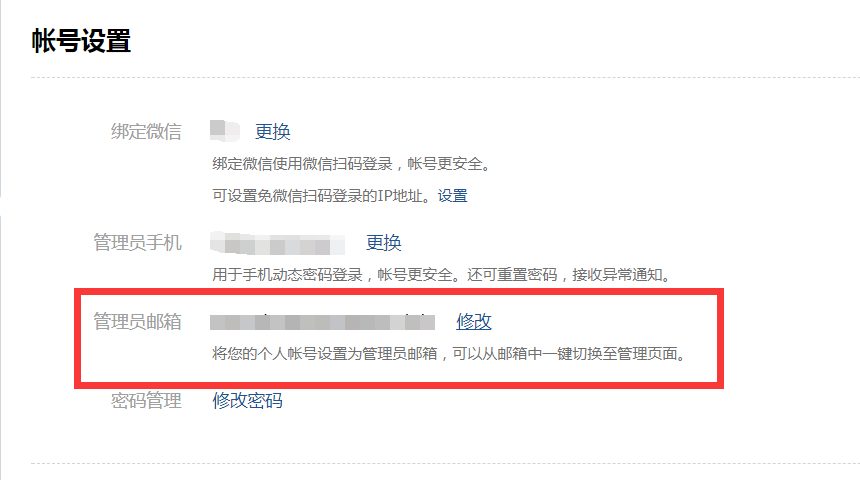 帐号设置
绑定微信 更换
绑定微信使用微信扫码登录，帐号更安全。
可设置免微信扫码登录的IP地址。设置
管理员手机 更换
用于手机动态密码登录，帐号更安全。还可重置密码，接收异常通知。
管理员邮箱 修改
将您的个人帐号设置为管理员邮箱，可以从邮箱中一键切换至管理页面。
密码管理 修改密码